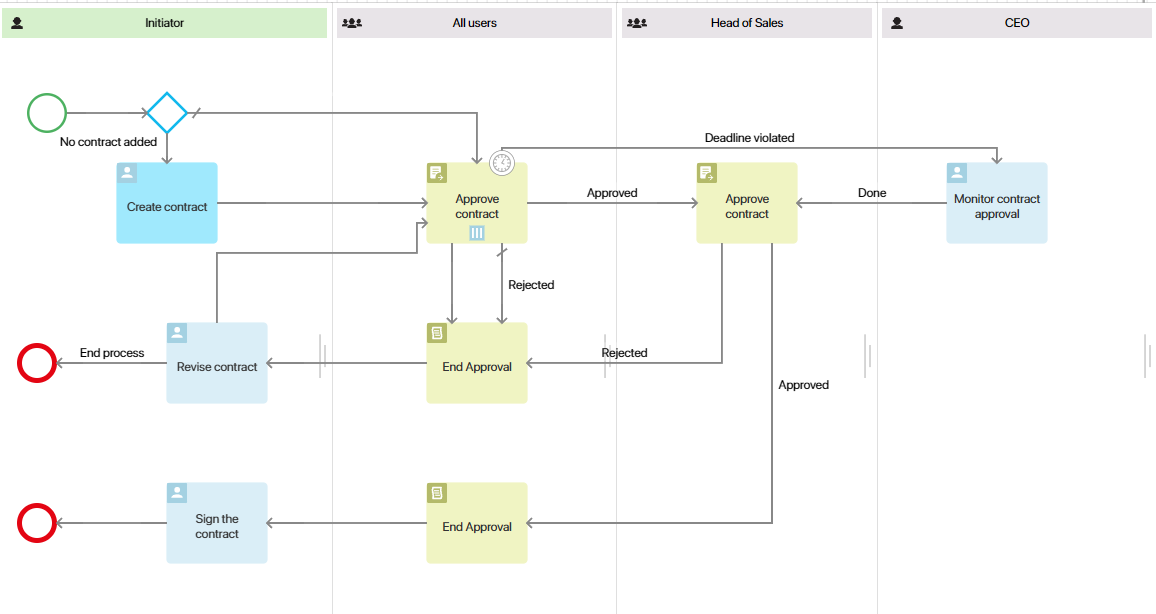 Initiator
All users
Head of Sales
CEO
No contract added
Deadline violated
Create contract
Approve
contract
Approved
Approve
contract
Done
Monitor contract
approval
Rejected
End process
Revise contract
End Approval
Rejected
Approved
Sign the
contract
End Approval